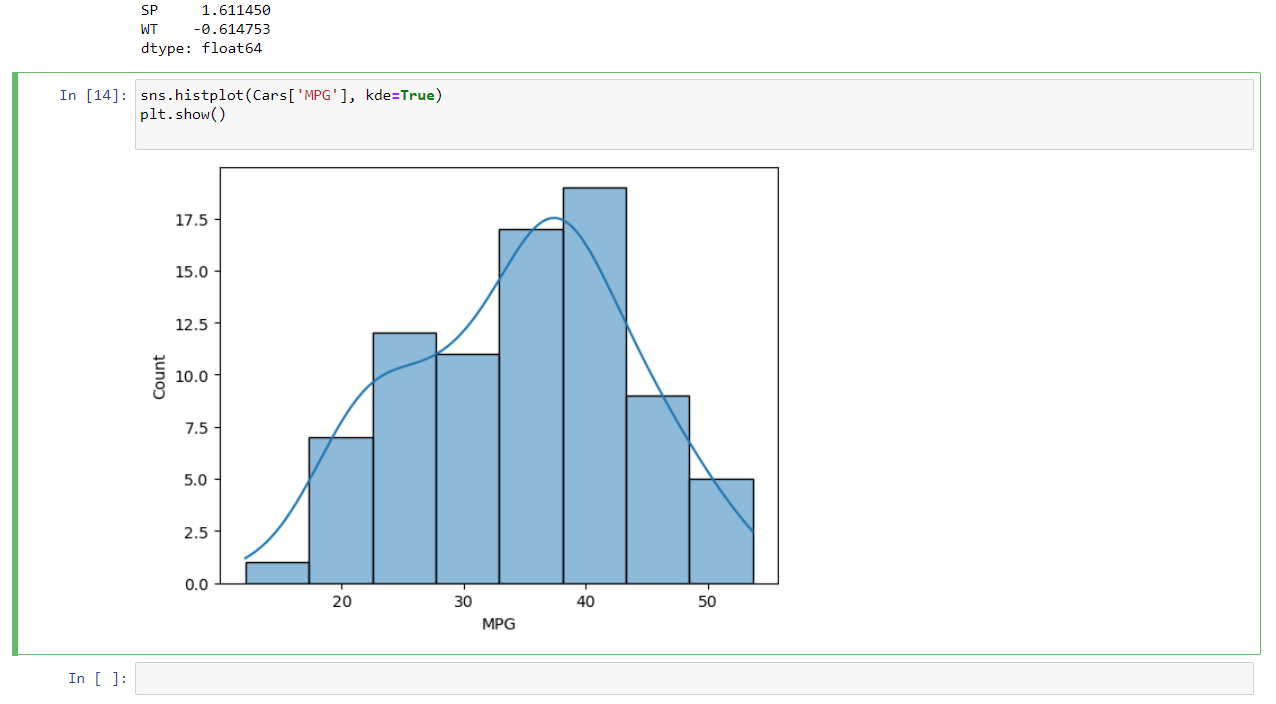 SP     1.611450
WT    -0.614753
dtype: float64
In [14]: sns.histplot(Cars['MPG'], kde=True)
plt.show()
17.5
15.0
12.5
10.0
7.5
5.0
2.5
0.0
Count
20 30 40 50
MPG
In [ ]: